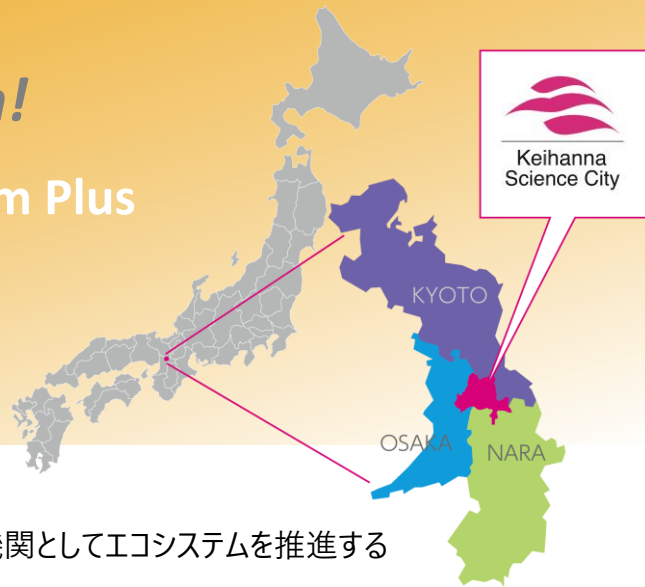 !
m Plus
Keihanna
Science City
KYOTO
OSAKA
NARA
関としてエコシステムを推進する